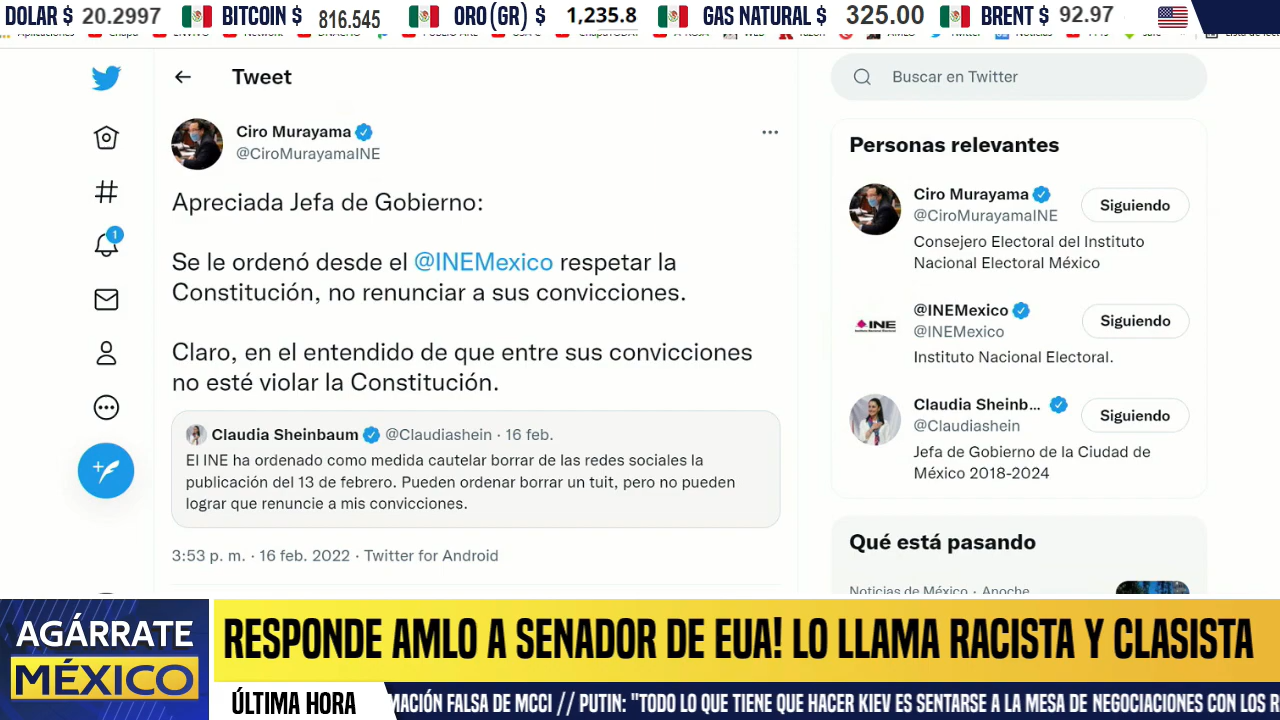 DOLAR $ 20.2997 BITCOIN $ 816.545 ORO(GR) $ 1,235.8 GAS NATURAL $ 325.00 BRENT $ 92.97
Tweet
Buscar en Twitter
Ciro Murayama
@CiroMurayamaINE
Apreciada Jefa de Gobierno:
Se le ordenó desde el @INEMexico respetar la
Constitución, no renunciar a sus convicciones.
Claro, en el entendido de que entre sus convicciones
no esté violar la Constitución.
Claudia Sheinbaum @Claudiashein · 16 feb.
El INE ha ordenado como medida cautelar borrar de las redes sociales la
publicación del 13 de febrero. Pueden ordenar borrar un tuit, pero no pueden
lograr que renuncie a mis convicciones.
3:53 p. m. · 16 feb. 2022 · Twitter for Android
1
Personas relevantes
Ciro Murayama
@CiroMurayamaINE
Siguiendo
Consejero Electoral del Instituto
Nacional Electoral México
INE
@INEMexico
@INEMexico
Siguiendo
Instituto Nacional Electoral.
Claudia Sheinb...
@Claudiashein
Siguiendo
Jefa de Gobierno de la Ciudad de
México 2018-2024
Qué está pasando
Noticias de México · Anoche
AGÁRRATE
MÉXICO
RESPONDE AMLO A SENADOR DE EUA! LO LLAMA RACISTA Y CLASISTA
ÚLTIMA HORA
MACIÓN FALSA DE MCCI // PUTIN: "TODO LO QUE TIENE QUE HACER KIEV ES SENTARSE A LA MESA DE NEGOCIACIONES CON LOS R